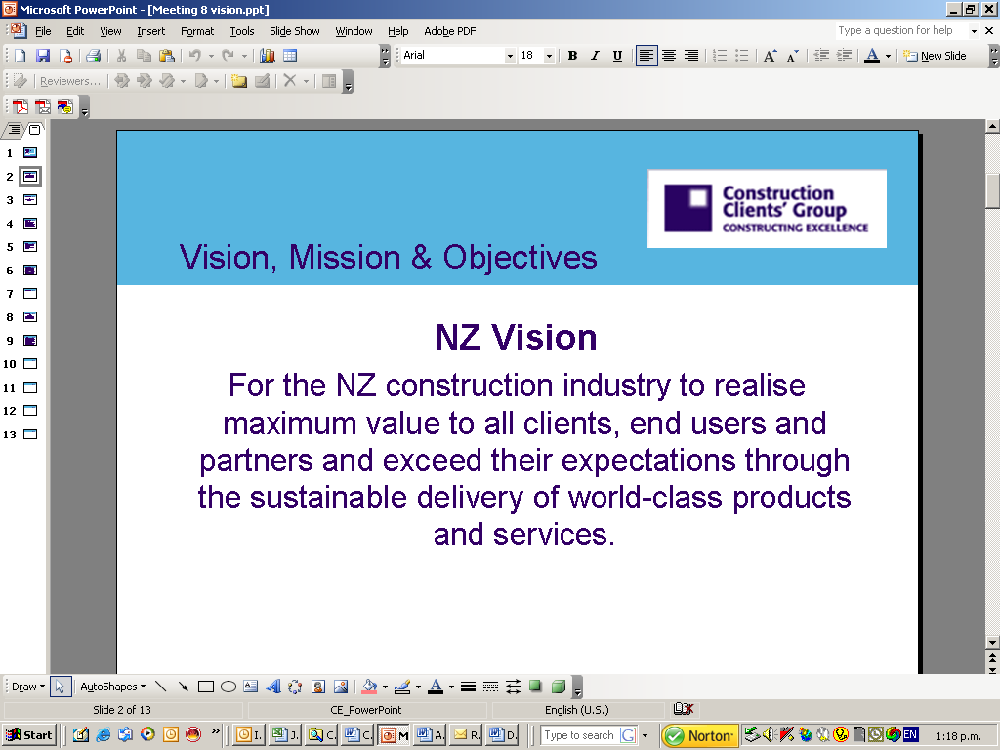 Microsoft PowerPoint - [Meeting 8 vision.ppt]
File Edit View Insert Format Tools Slide Show Window Help Adobe PDF Type a question for help
Arial 18 B I U A A A New Slide
Reviewers...
1
2
3
4
5
6
7
8
9
10
11
12
13
Construction
Clients' Group
CONSTRUCTING EXCELLENCE
Vision, Mission & Objectives
NZ Vision
For the NZ construction industry to realise
maximum value to all clients, end users and
partners and exceed their expectations through
the sustainable delivery of world-class products
and services.
Draw AutoShapes A A
Slide 2 of 13 CE_PowerPoint English (U.S.)
Start » I. J. C. C. M A. R. D. Type to search G Norton EN 1:18 p.m.